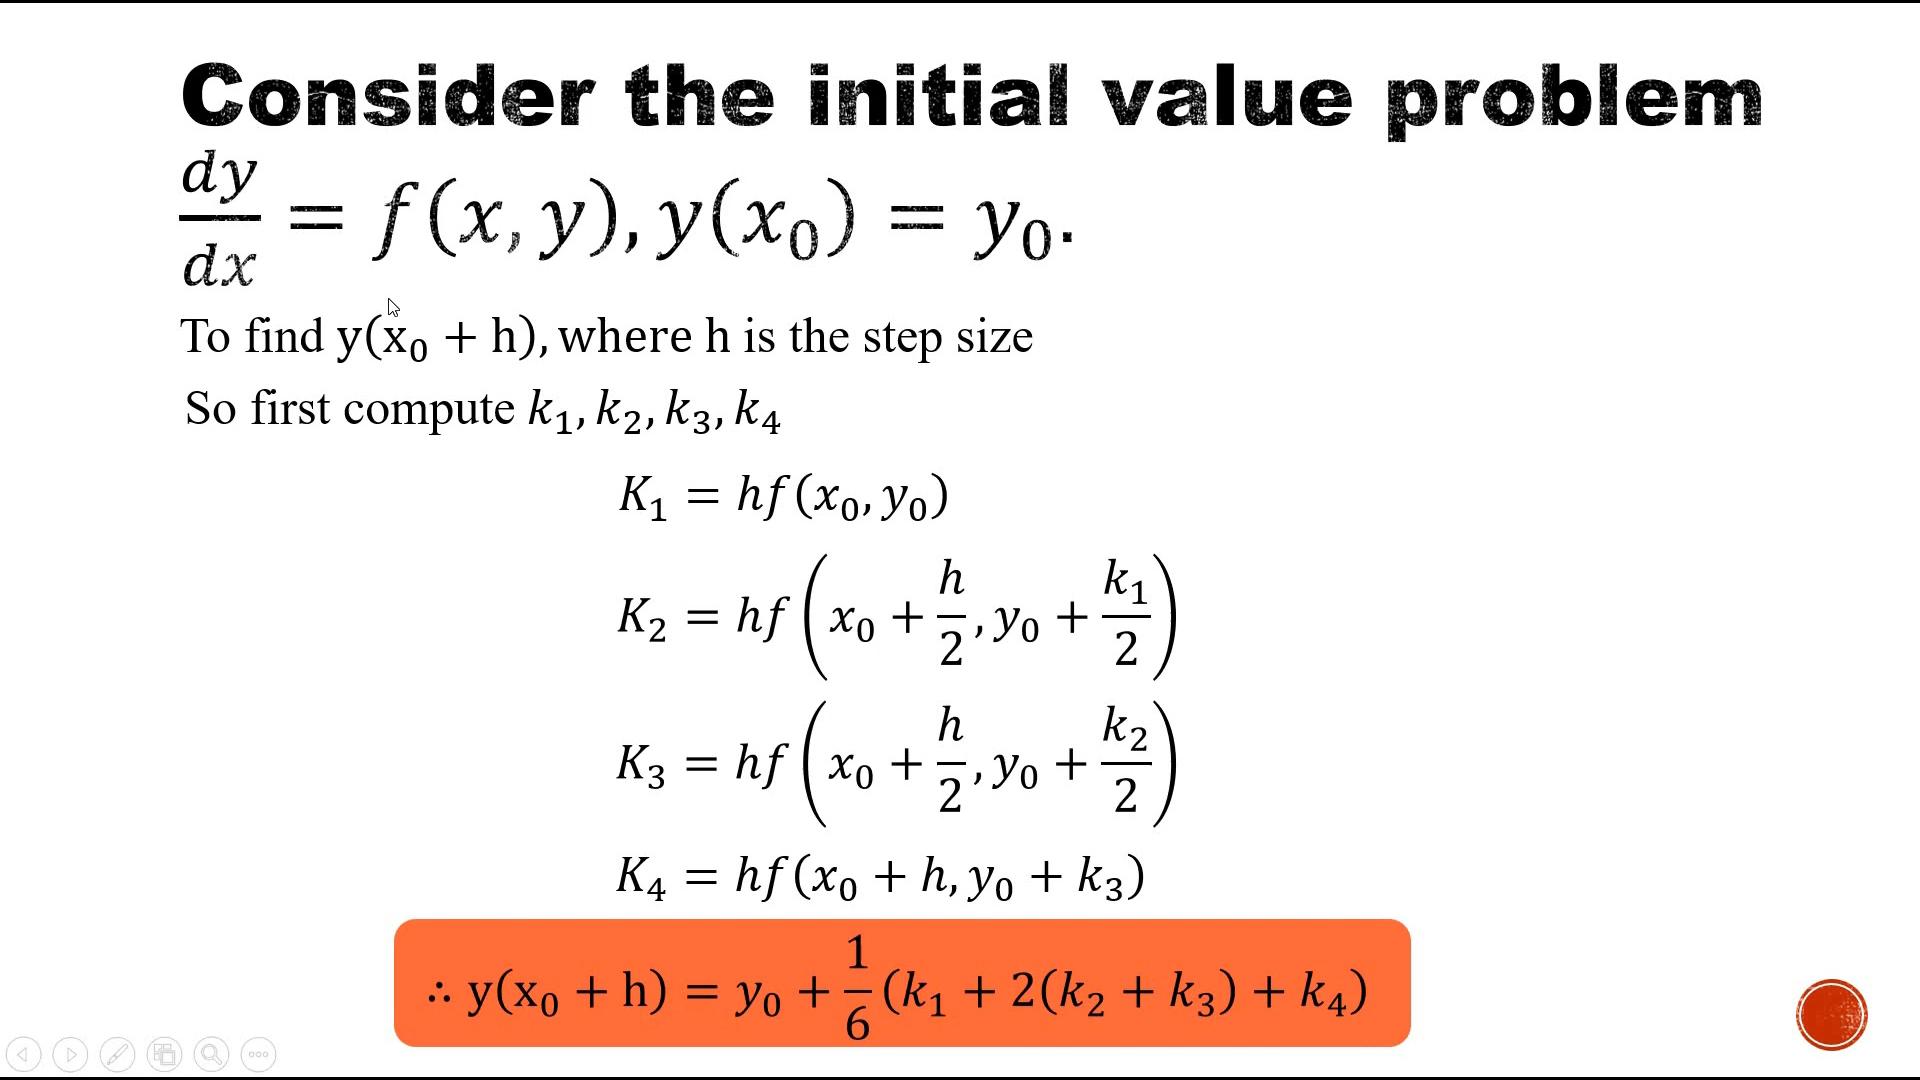 Consider the initial value problem
dy/dx = f(x, y), y(x₀) = y₀.
To find y(x₀ + h), where h is the step size
So first compute k₁, k₂, k₃, k₄
K₁ = hf(x₀, y₀)
K₂ = hf(x₀ + h/2, y₀ + k₁/2)
K₃ = hf(x₀ + h/2, y₀ + k₂/2)
K₄ = hf(x₀ + h, y₀ + k₃)
∴ y(x₀ + h) = y₀ + 1/6 (k₁ + 2(k₂ + k₃) + k₄)